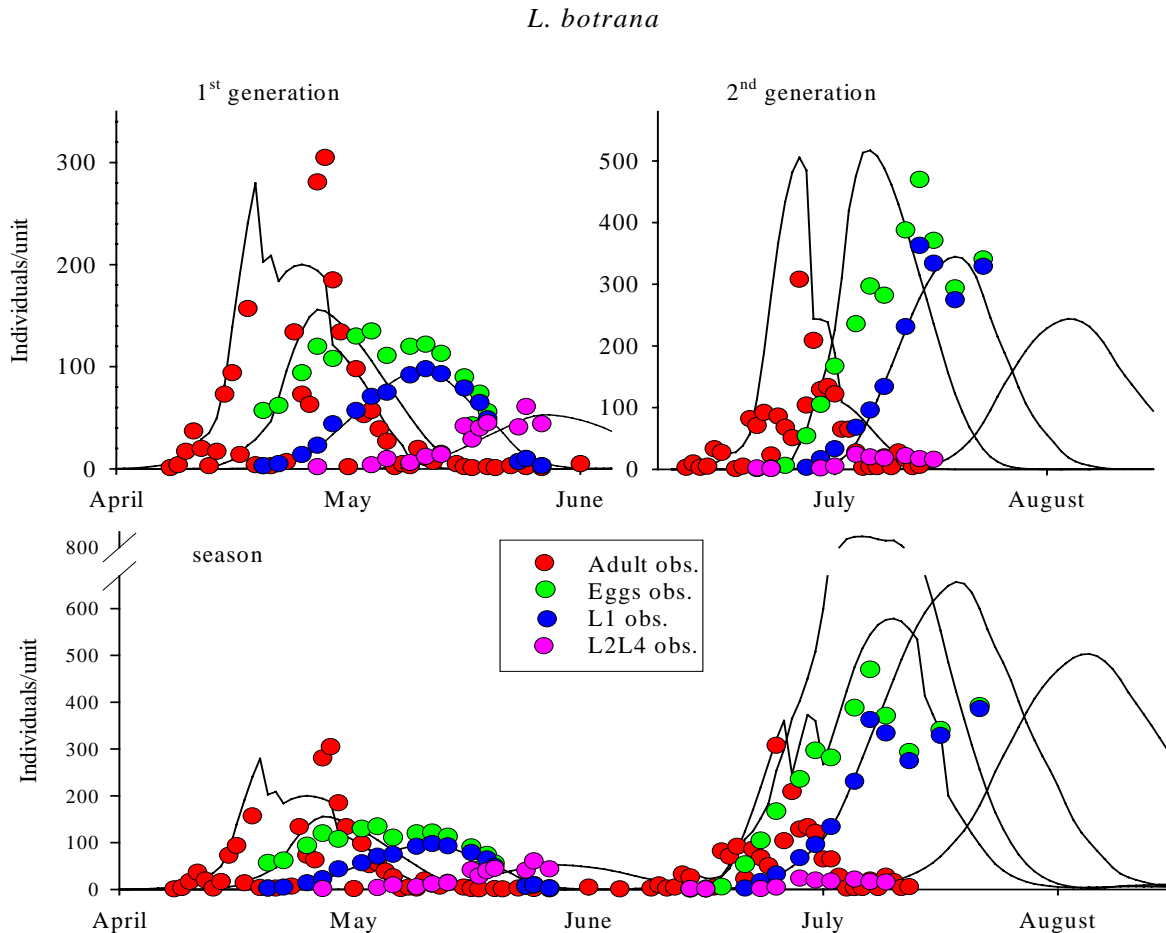 L. botrana
1st generation
2nd generation
Individuals/unit
300
200
100
0
April
May
June
500
400
300
200
100
0
July
August
season
Individuals/unit
800
600
500
400
300
200
100
0
Adult obs.
Eggs obs.
L1 obs.
L2L4 obs.
April
May
June
July
August